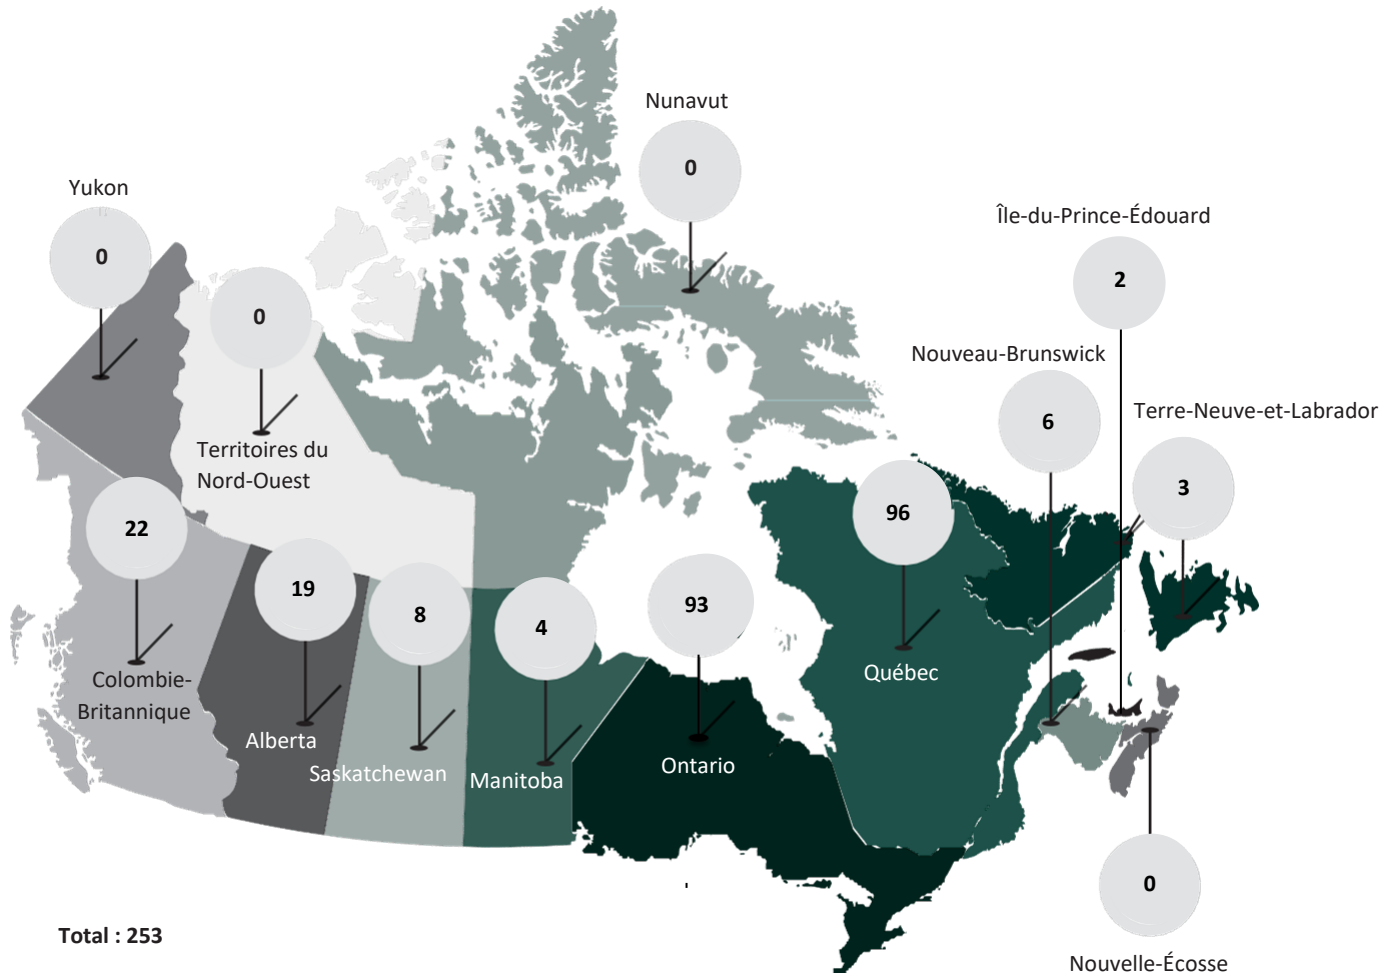 Nunavut
0
Yukon
0
Île-du-Prince-Édouard
2
0
Nouveau-Brunswick
6
Terre-Neuve-et-Labrador
3
Territoires du
Nord-Ouest
22
96
19
8
4
93
Colombie-
Britannique
Québec
Alberta
Saskatchewan
Manitoba
Ontario
0
Nouvelle-Écosse
Total : 253